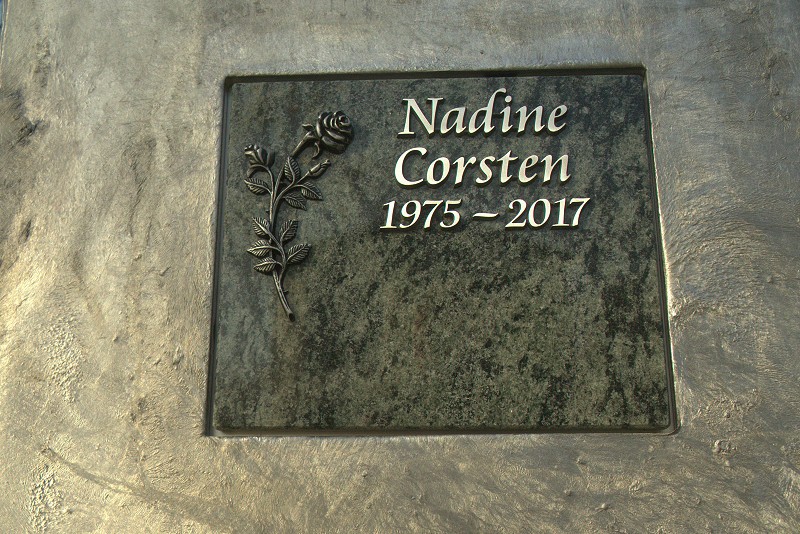 Nadine
Corsten
1975 – 2017